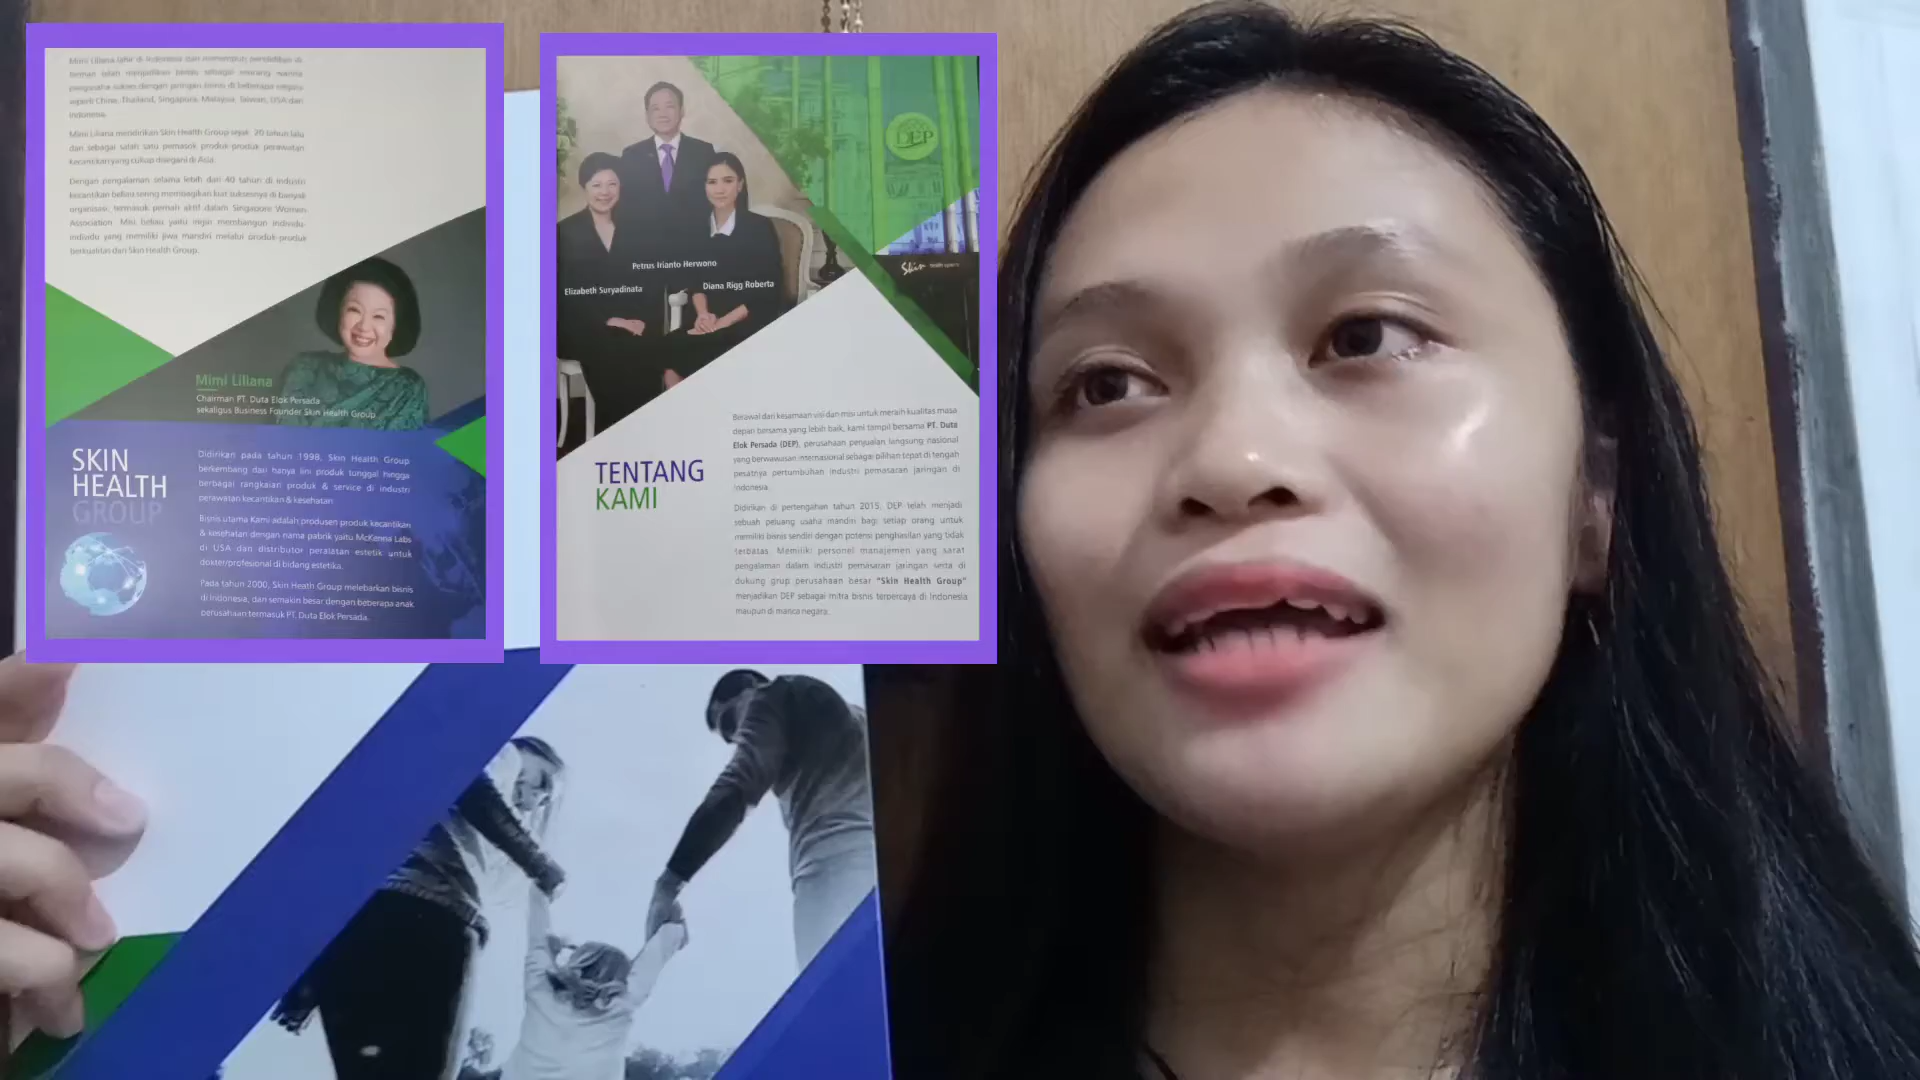 Mimi Liliana lahir di Indonesia dan menempuh pendidikan di
Taiwan telah menjadikan beliau sebagai seorang wanita
pengusaha sukses dengan jaringan bisnis di beberapa negara
seperti China, Thailand, Singapura, Malaysia, Taiwan, USA dan
Indonesia.
Mimi Liliana mendirikan Skin Health Group sejak 20 tahun lalu
dan sebagai salah satu pemasok produk-produk perawatan
kecantikan yang cukup disegani di Asia.
Dengan pengalaman selama lebih dari 40 tahun di industri
kecantikan beliau sering membagikan kiat suksesnya di banyak
organisasi, termasuk pernah aktif dalam Singapore Women
Association. Misi beliau yaitu ingin membangun individu-
individu yang memiliki jiwa mandiri melalui produk-produk
berkualitas dari Skin Health Group.
Mimi Liliana
Chairman PT. Duta Elok Persada
sekaligus Business Founder Skin Health Group
SKIN
HEALTH
GROUP
Didirikan pada tahun 1998, Skin Health Group
berkembang dari hanya lini produk tunggal hingga
berbagai rangkaian produk & service di industri
perawatan kecantikan & kesehatan.
Bisnis utama Kami adalah produsen produk kecantikan
& kesehatan dengan nama pabrik yaitu McKenna Labs
di USA dan distributor peralatan estetik untuk
dokter/profesional di bidang estetika.
Pada tahun 2000, Skin Heath Group melebarkan bisnis
di Indonesia, dan semakin besar dengan beberapa anak
perusahaan termasuk PT. Duta Elok Persada.
DEP
Skin
Petrus Irianto Herwono
Elizabeth Suryadinata
Diana Rigg Roberta
TENTANG
KAMI
Berawal dari kesamaan visi dan misi untuk meraih kualitas masa
depan bersama yang lebih baik, kami tampil bersama PT. Duta
Elok Persada (DEP), perusahaan penjualan langsung nasional
yang berwawasan internasional sebagai pilihan tepat di tengah
pesatnya pertumbuhan industri pemasaran jaringan di
Indonesia.
Didirikan di pertengahan tahun 2015, DEP telah menjadi
sebuah peluang usaha mandiri bagi setiap orang untuk
memiliki bisnis sendiri dengan potensi penghasilan yang tidak
terbatas. Memiliki personel manajemen yang sarat
pengalaman dalam industri pemasaran jaringan serta di
dukung grup perusahaan besar "Skin Health Group"
menjadikan DEP sebagai mitra bisnis terpercaya di Indonesia
maupun di manca negara.